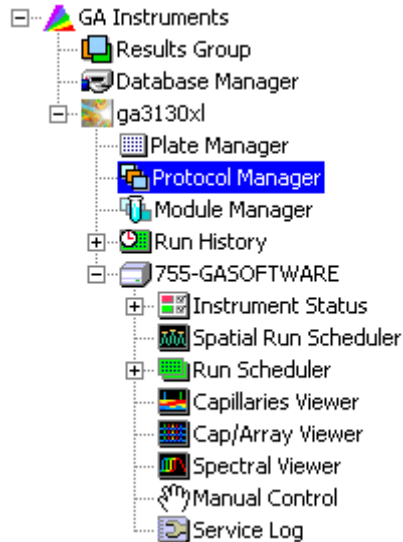 GA Instruments
Results Group
Database Manager
ga3130xl
Plate Manager
Protocol Manager
Module Manager
Run History
755-GASOFTWARE
Instrument Status
Spatial Run Scheduler
Run Scheduler
Capillaries Viewer
Cap/Array Viewer
Spectral Viewer
Manual Control
Service Log